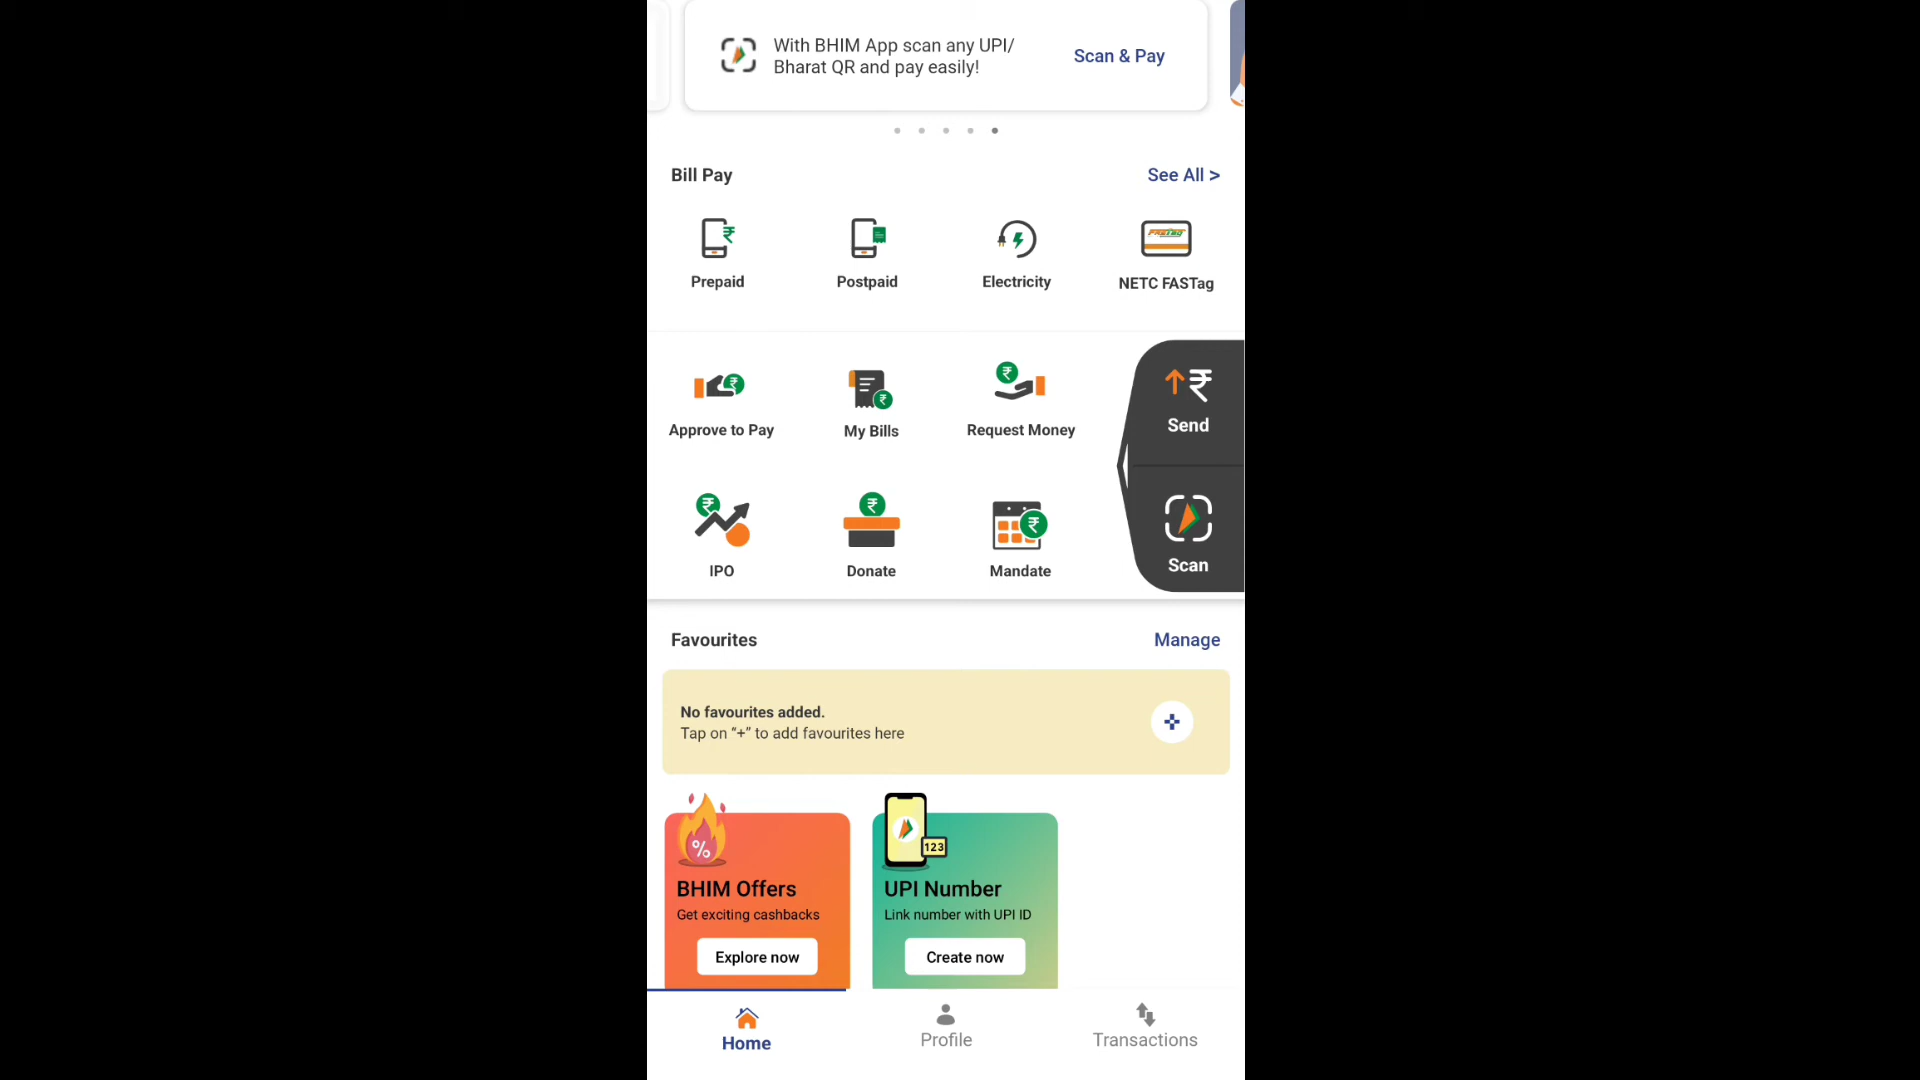 With BHIM App scan any UPI/
Bharat QR and pay easily!
Scan & Pay
Bill Pay
See All >
Prepaid
Postpaid
Electricity
NETC FASTag
Approve to Pay
My Bills
Request Money
Send
IPO
Donate
Mandate
Scan
Favourites
Manage
No favourites added.
Tap on “+” to add favourites here
%
123
BHIM Offers
Get exciting cashbacks
Explore now
UPI Number
Link number with UPI ID
Create now
Home
Profile
Transactions